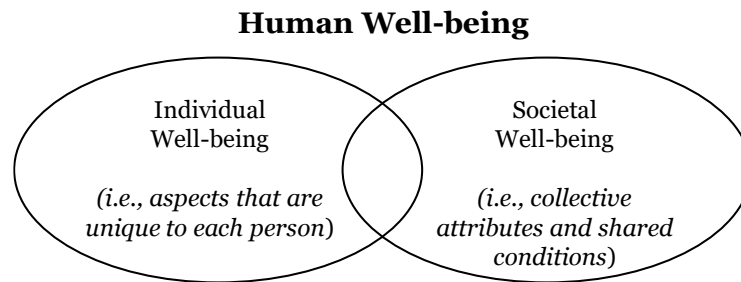 Human Well-being
Individual
Well-being
(i.e., aspects that are
unique to each person)
Societal
Well-being
(i.e., collective
attributes and shared
conditions)